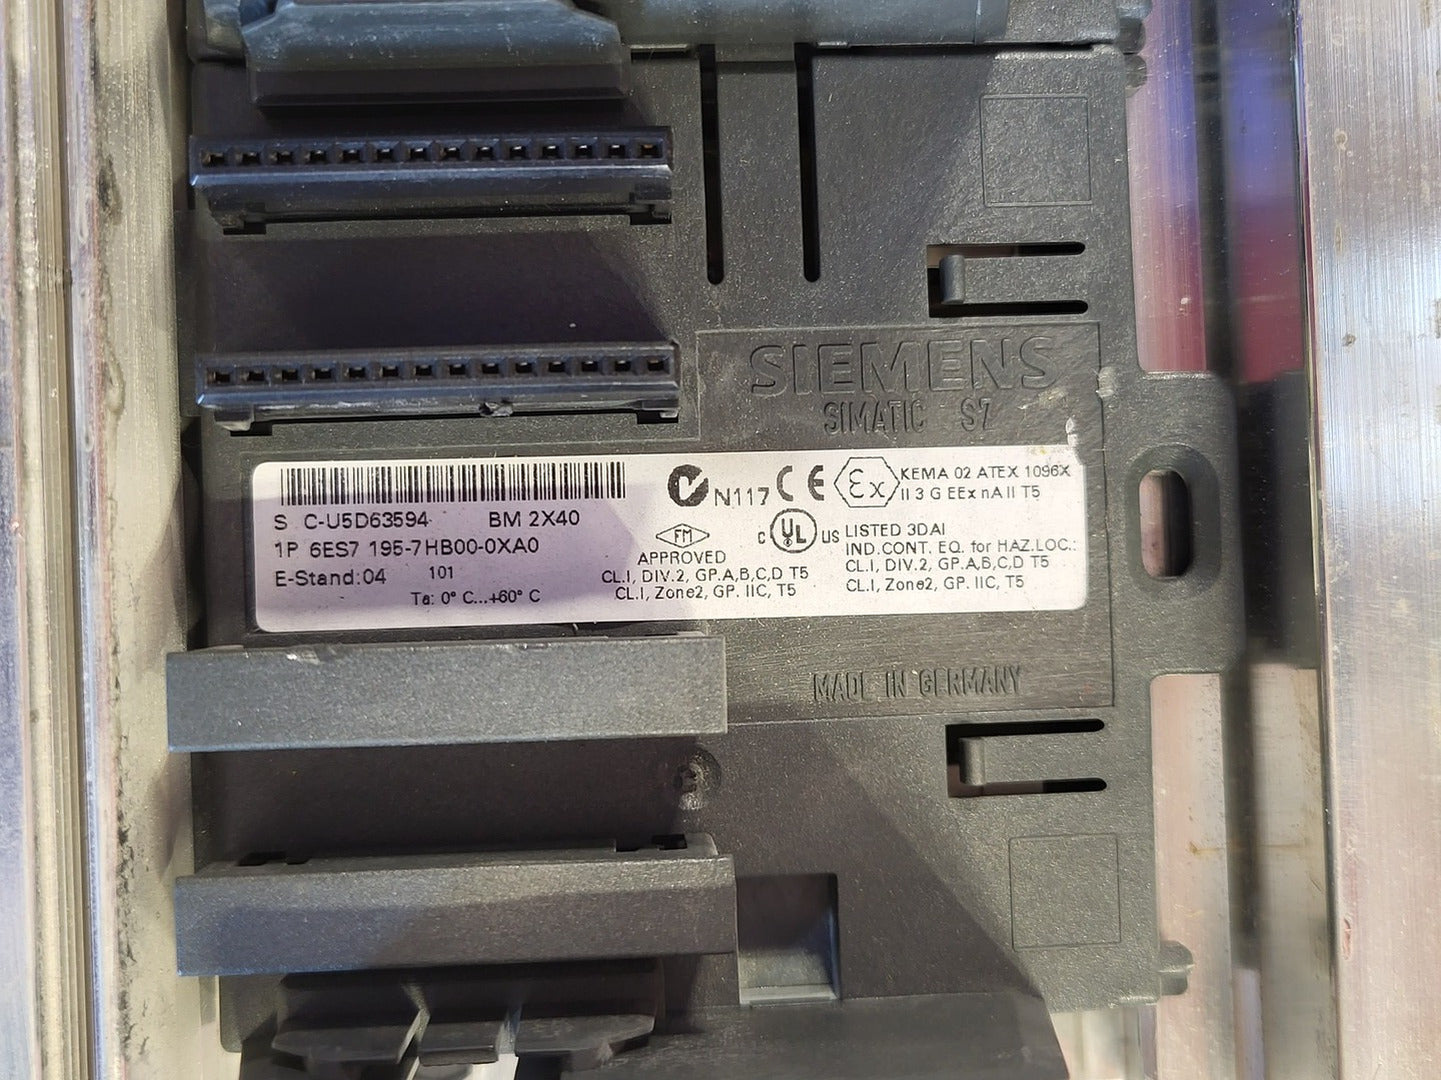 SIEMENS
SIMATIC S7
S C-U5D63594 BM 2X40
1P 6ES7 195-7HB00-0XA0
E-Stand:04 101
Ta: 0° C...+60° C
N117 CE
Ex
KEMA 02 ATEX 1096X
II 3 G EEx nA II T5
FM
APPROVED
CL.I, DIV.2, GP.A,B,C,D T5
CL.I, Zone2, GP. IIC, T5
c UL us LISTED 3DAI
IND.CONT. EQ. for HAZ.LOC.:
CL.I, DIV.2, GP.A,B,C,D T5
CL.I, Zone2, GP. IIC, T5
MADE IN GERMANY